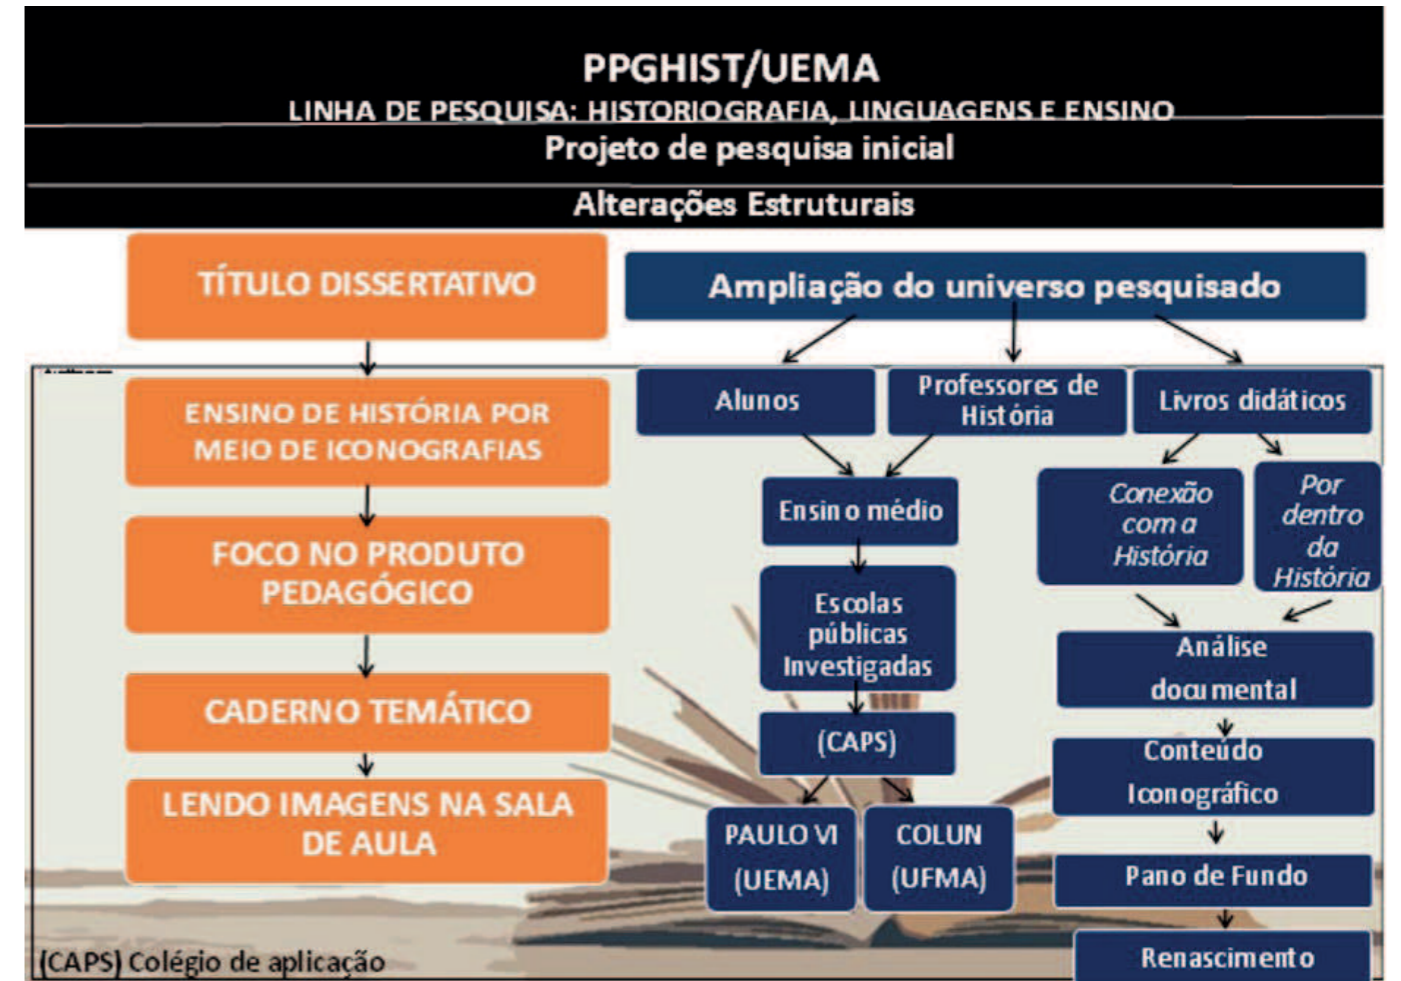 PPGHIST/UEMA
LINHA DE PESQUISA: HISTORIOGRAFIA, LINGUAGENS E ENSINO
Projeto de pesquisa inicial
Alterações Estruturais
TÍTULO DISSERTATIVO
ENSINO DE HISTÓRIA POR
MEIO DE ICONOGRAFIAS
FOCO NO PRODUTO
PEDAGÓGICO
CADERNO TEMÁTICO
LENDO IMAGENS NA SALA
DE AULA
Ampliação do universo pesquisado
Alunos
Professores de
História
Livros didáticos
Ensino médio
Escolas
públicas
Investigadas
(CAPS)
PAULO VI
(UEMA)
COLUN
(UFMA)
Conexão
com a
História
Por
dentro
da
História
Análise
documental
Conteúdo
Iconográfico
Pano de Fundo
Renascimento
(CAPS) Colégio de aplicação